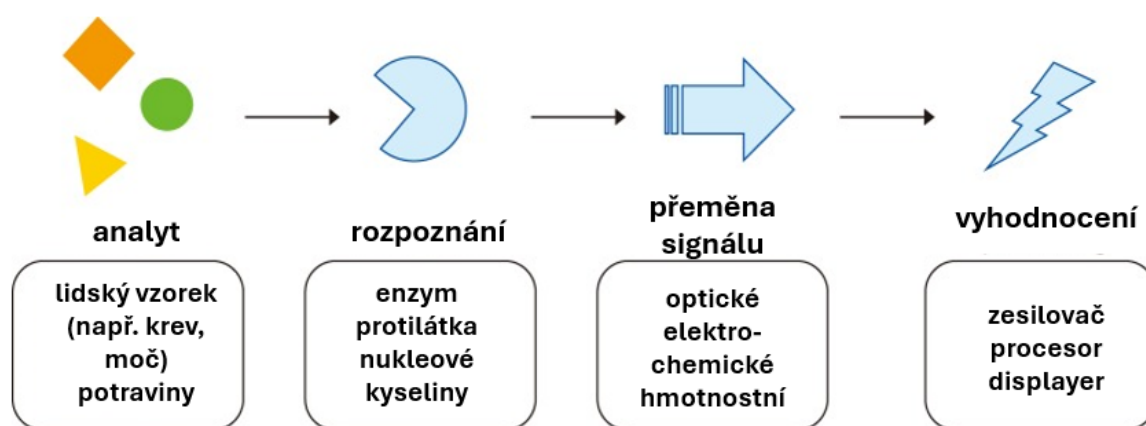 analyt
rozpoznání
přeměna
signálu
vyhodnocení
lidský vzorek
(např. krev,
moč)
potraviny
enzym
protilátka
nukleové
kyseliny
optické
elektro-
chemické
hmotnostní
zesilovač
procesor
displayer